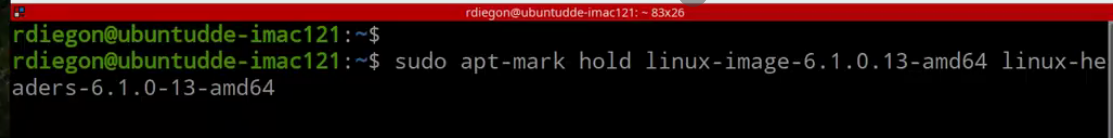 rdiegon@ubuntudde-imac121: ~ 83x26
rdiegon@ubuntudde-imac121:~$
rdiegon@ubuntudde-imac121:~$ sudo apt-mark hold linux-image-6.1.0.13-amd64 linux-he
aders-6.1.0-13-amd64